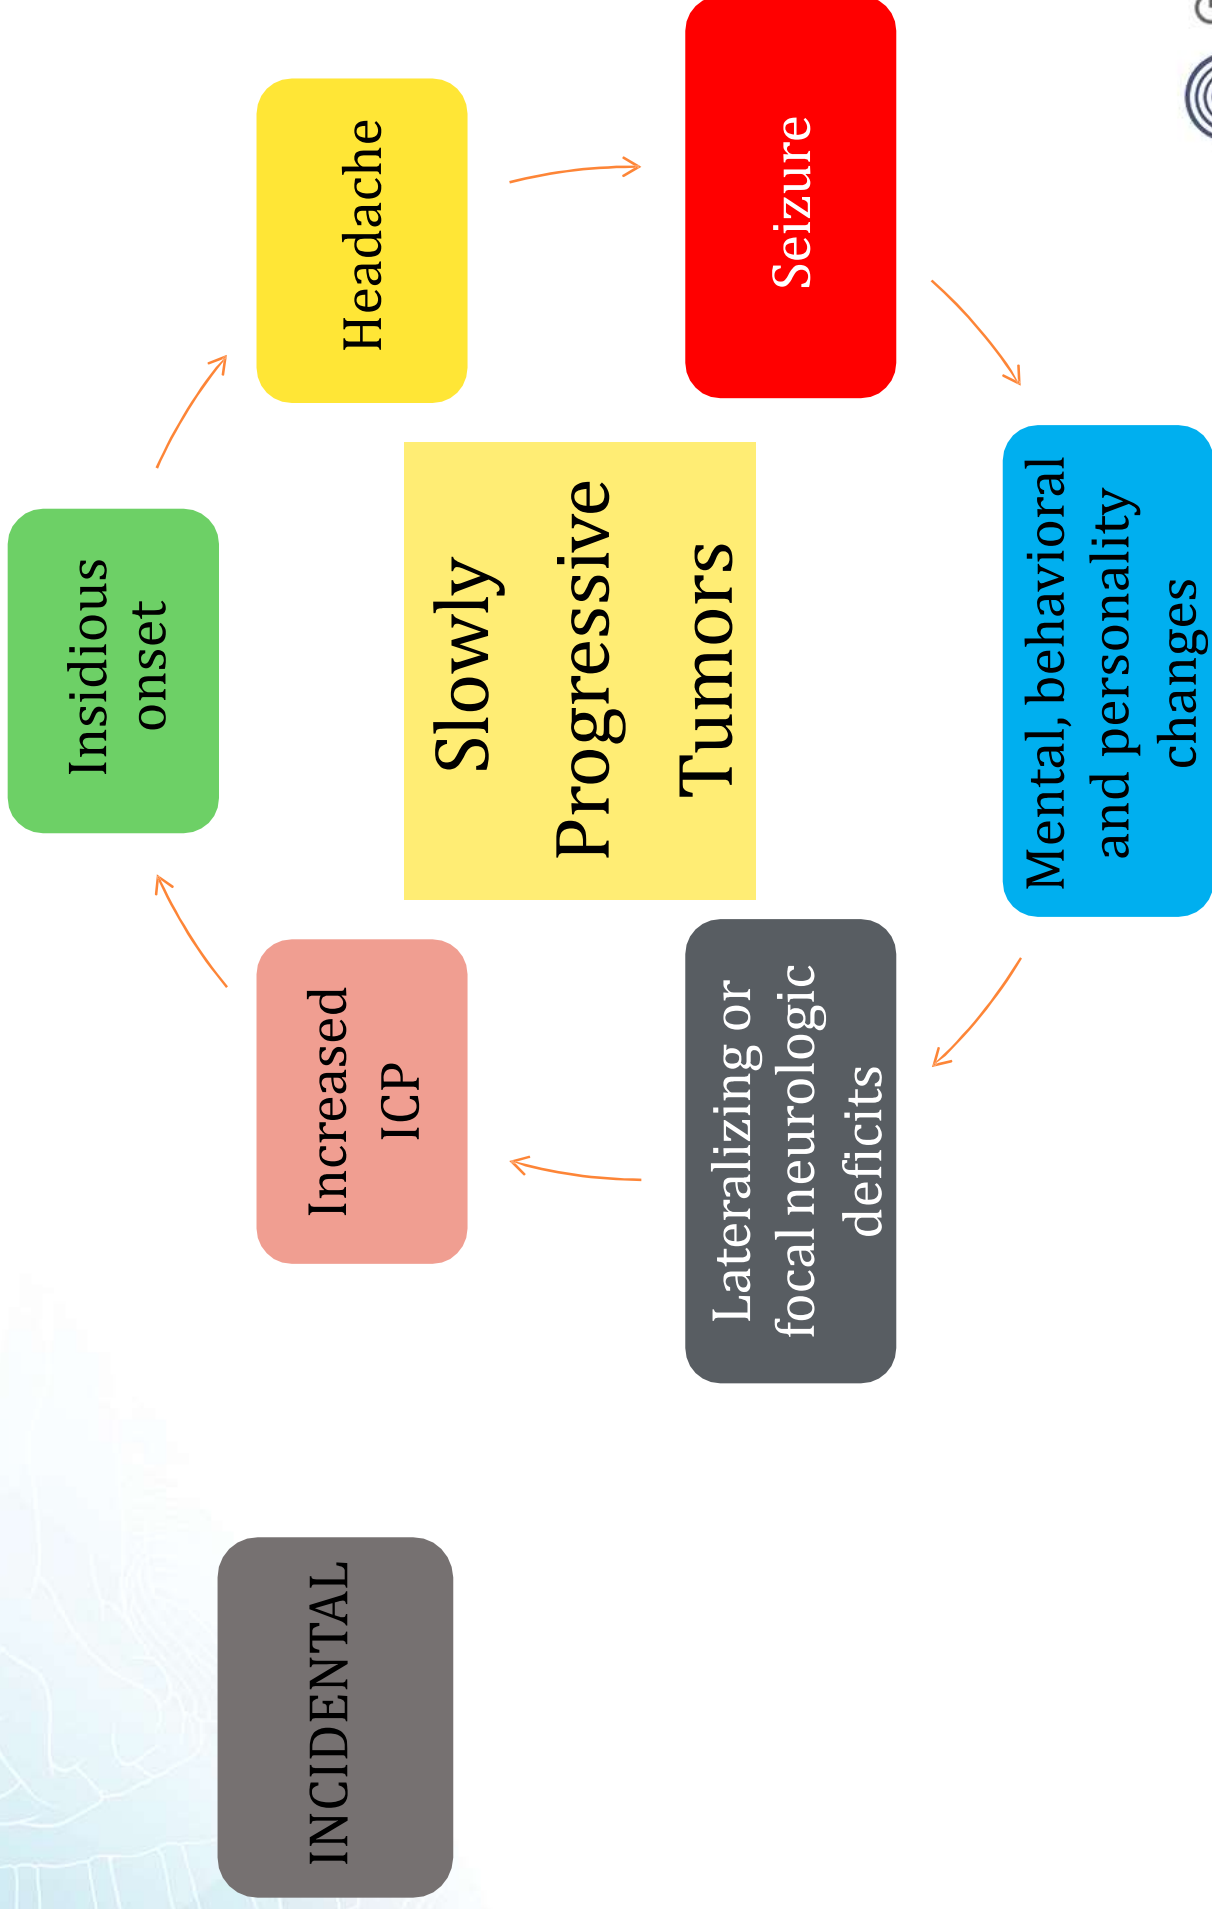 Insidious
onset
Headache
Seizure
Mental, behavioral
and personality
changes
Lateralizing or
focal neurologic
deficits
Increased
ICP
Slowly
Progressive
Tumors
INCIDENTAL